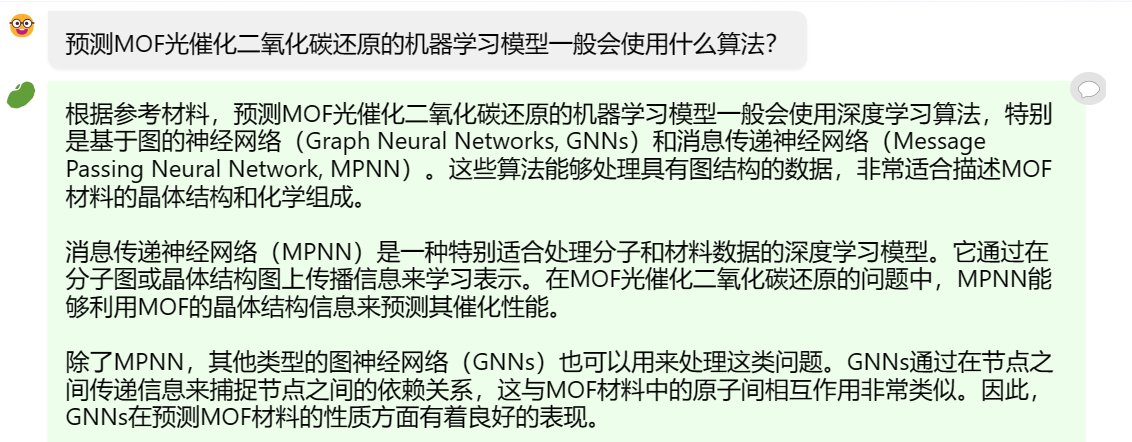 预测MOF光催化二氧化碳还原的机器学习模型一般会使用什么算法？
根据参考材料，预测MOF光催化二氧化碳还原的机器学习模型一般会使用深度学习算法，特别
是基于图的神经网络（Graph Neural Networks, GNNs）和消息传递神经网络（Message
Passing Neural Network, MPNN）。这些算法能够处理具有图结构的数据，非常适合描述MOF
材料的晶体结构和化学组成。
消息传递神经网络（MPNN）是一种特别适合处理分子和材料数据的深度学习模型。它通过在
分子图或晶体结构图上传播信息来学习表示。在MOF光催化二氧化碳还原的问题中，MPNN能
够利用MOF的晶体结构信息来预测其催化性能。
除了MPNN，其他类型的图神经网络（GNNs）也可以用来处理这类问题。GNNs通过在节点之
间传递信息来捕捉节点之间的依赖关系，这与MOF材料中的原子间相互作用非常类似。因此，
GNNs在预测MOF材料的性质方面有着良好的表现。